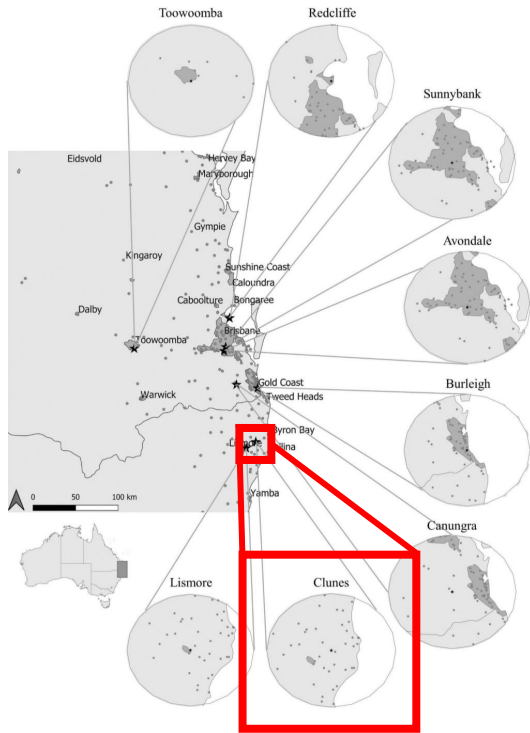 Toowoomba
Redcliffe
Sunnybank
Eidsvold
Hervey Bay
Maryborough
Gympie
Avondale
Kingaroy
Sunshine Coast
Caloundra
Caboolture
Bongaree
Dalby
Brisbane
Toowoomba
Burleigh
Gold Coast
Warwick
Tweed Heads
Byron Bay
Yamba
0 50 100 km
Canungra
Lismore
Clunes